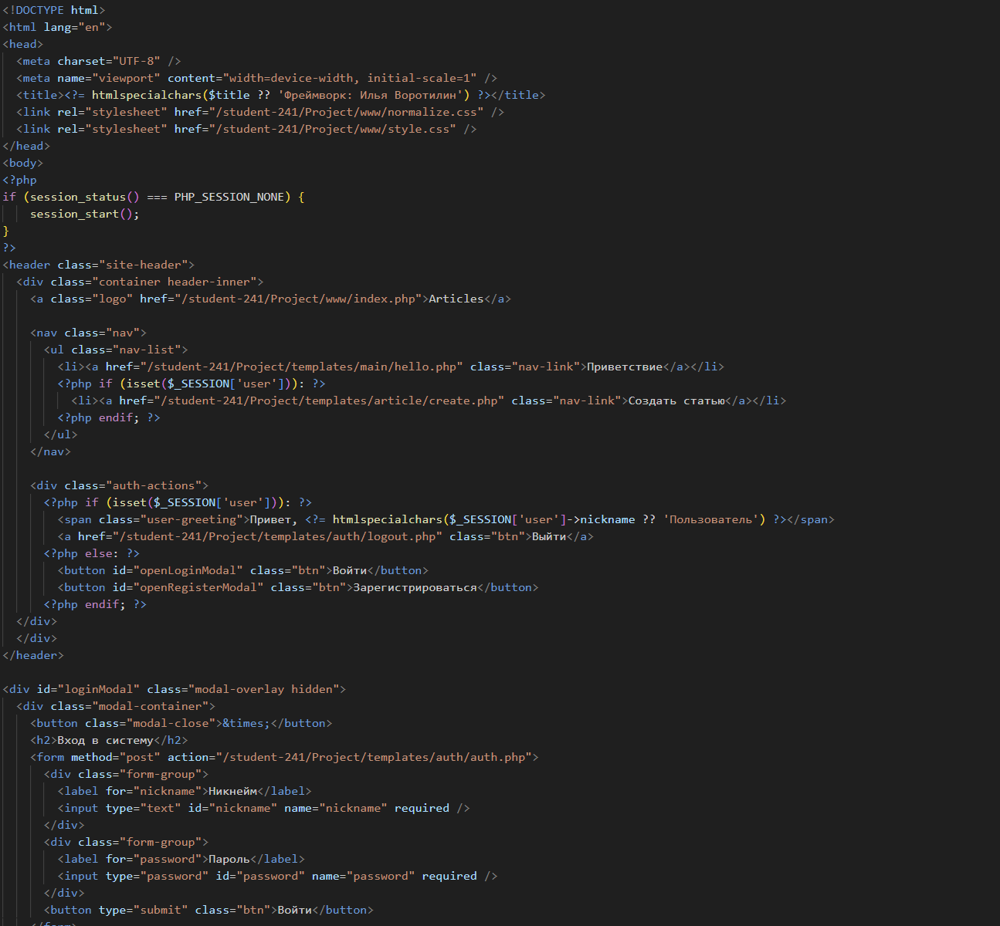 <!DOCTYPE html>
<html lang="en">
<head>
  <meta charset="UTF-8" />
  <meta name="viewport" content="width=device-width, initial-scale=1" />
  <title><?= htmlspecialchars($title ?? 'Фреймворк: Илья Воротилин') ?></title>
  <link rel="stylesheet" href="/student-241/Project/www/normalize.css" />
  <link rel="stylesheet" href="/student-241/Project/www/style.css" />
</head>
<body>
<?php
if (session_status() === PHP_SESSION_NONE) {
    session_start();
}
?>
<header class="site-header">
  <div class="container header-inner">
    <a class="logo" href="/student-241/Project/www/index.php">Articles</a>

    <nav class="nav">
      <ul class="nav-list">
        <li><a href="/student-241/Project/templates/main/hello.php" class="nav-link">Приветствие</a></li>
        <?php if (isset($_SESSION['user'])): ?>
          <li><a href="/student-241/Project/templates/article/create.php" class="nav-link">Создать статью</a></li>
        <?php endif; ?>
      </ul>
    </nav>

    <div class="auth-actions">
      <?php if (isset($_SESSION['user'])): ?>
        <span class="user-greeting">Привет, <?= htmlspecialchars($_SESSION['user']->nickname ?? 'Пользователь') ?></span>
        <a href="/student-241/Project/templates/auth/logout.php" class="btn">Выйти</a>
      <?php else: ?>
        <button id="openLoginModal" class="btn">Войти</button>
        <button id="openRegisterModal" class="btn">Зарегистрироваться</button>
      <?php endif; ?>
  </div>
  </div>
</header>

<div id="loginModal" class="modal-overlay hidden">
  <div class="modal-container">
    <button class="modal-close">&times;</button>
    <h2>Вход в систему</h2>
    <form method="post" action="/student-241/Project/templates/auth/auth.php">
      <div class="form-group">
        <label for="nickname">Никнейм</label>
        <input type="text" id="nickname" name="nickname" required />
      </div>
      <div class="form-group">
        <label for="password">Пароль</label>
        <input type="password" id="password" name="password" required />
      </div>
      <button type="submit" class="btn">Войти</button>
    </form>